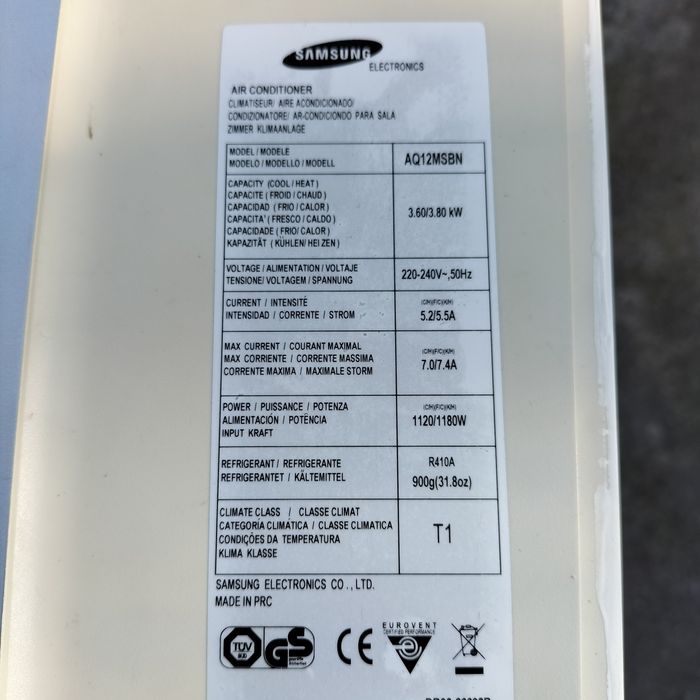 SAMSUNG
ELECTRONICS
AIR CONDITIONER
CLIMATISEUR/ AIRE ACONDICIONADO/
CONDIZIONATORE/ AR-CONDICIONDO PARA SALA
ZIMMER KLIMAANLAGE
MODEL / MODELE
MODELO / MODELLO / MODELL
AQ12MSBN
CAPACITY (COOL / HEAT)
CAPACITE ( FROID / CHAUD )
CAPACIDAD ( FRIO / CALOR )
CAPACITA' ( FRESCO / CALDO )
CAPACIDADE ( FRIO/ CALOR )
KAPAZITÄT ( KÜHLEN/ HEI ZEN )
3.60/3.80 kW
VOLTAGE / ALIMENTATION / VOLTAJE
TENSIONE/ VOLTAGEM / SPANNUNG
220-240V~,50Hz
CURRENT / INTENSITÉ
INTENSIDAD / CORRENTE / STROM
(C/H)(F/C)(K/H)
5.2/5.5A
MAX CURRENT / COURANT MAXIMAL
MAX CORRIENTE / CORRENTE MASSIMA
CORRENTE MAXIMA / MAXIMALE STORM
(C/H)(F/C)(K/H)
7.0/7.4A
POWER / PUISSANCE / POTENZA
ALIMENTACIÓN / POTÊNCIA
INPUT KRAFT
(C/H)(F/C)(K/H)
1120/1180W
REFRIGERANT / REFRIGERANTE
REFRIGERANTET / KÄLTEMITTEL
R410A
900g(31.8oz)
CLIMATE CLASS / CLASSE CLIMAT
CATEGORÍA CLIMÁTICA / CLASSE CLIMATICA
CONDIÇÕES DA TEMPERATURA
KLIMA KLASSE
T1
SAMSUNG ELECTRONICS CO., LTD.
MADE IN PRC
TÜV
SÜD
GS
geprüfte
Sicherheit
CE
EUROVENT
CERTIFIED PERFORMANCE